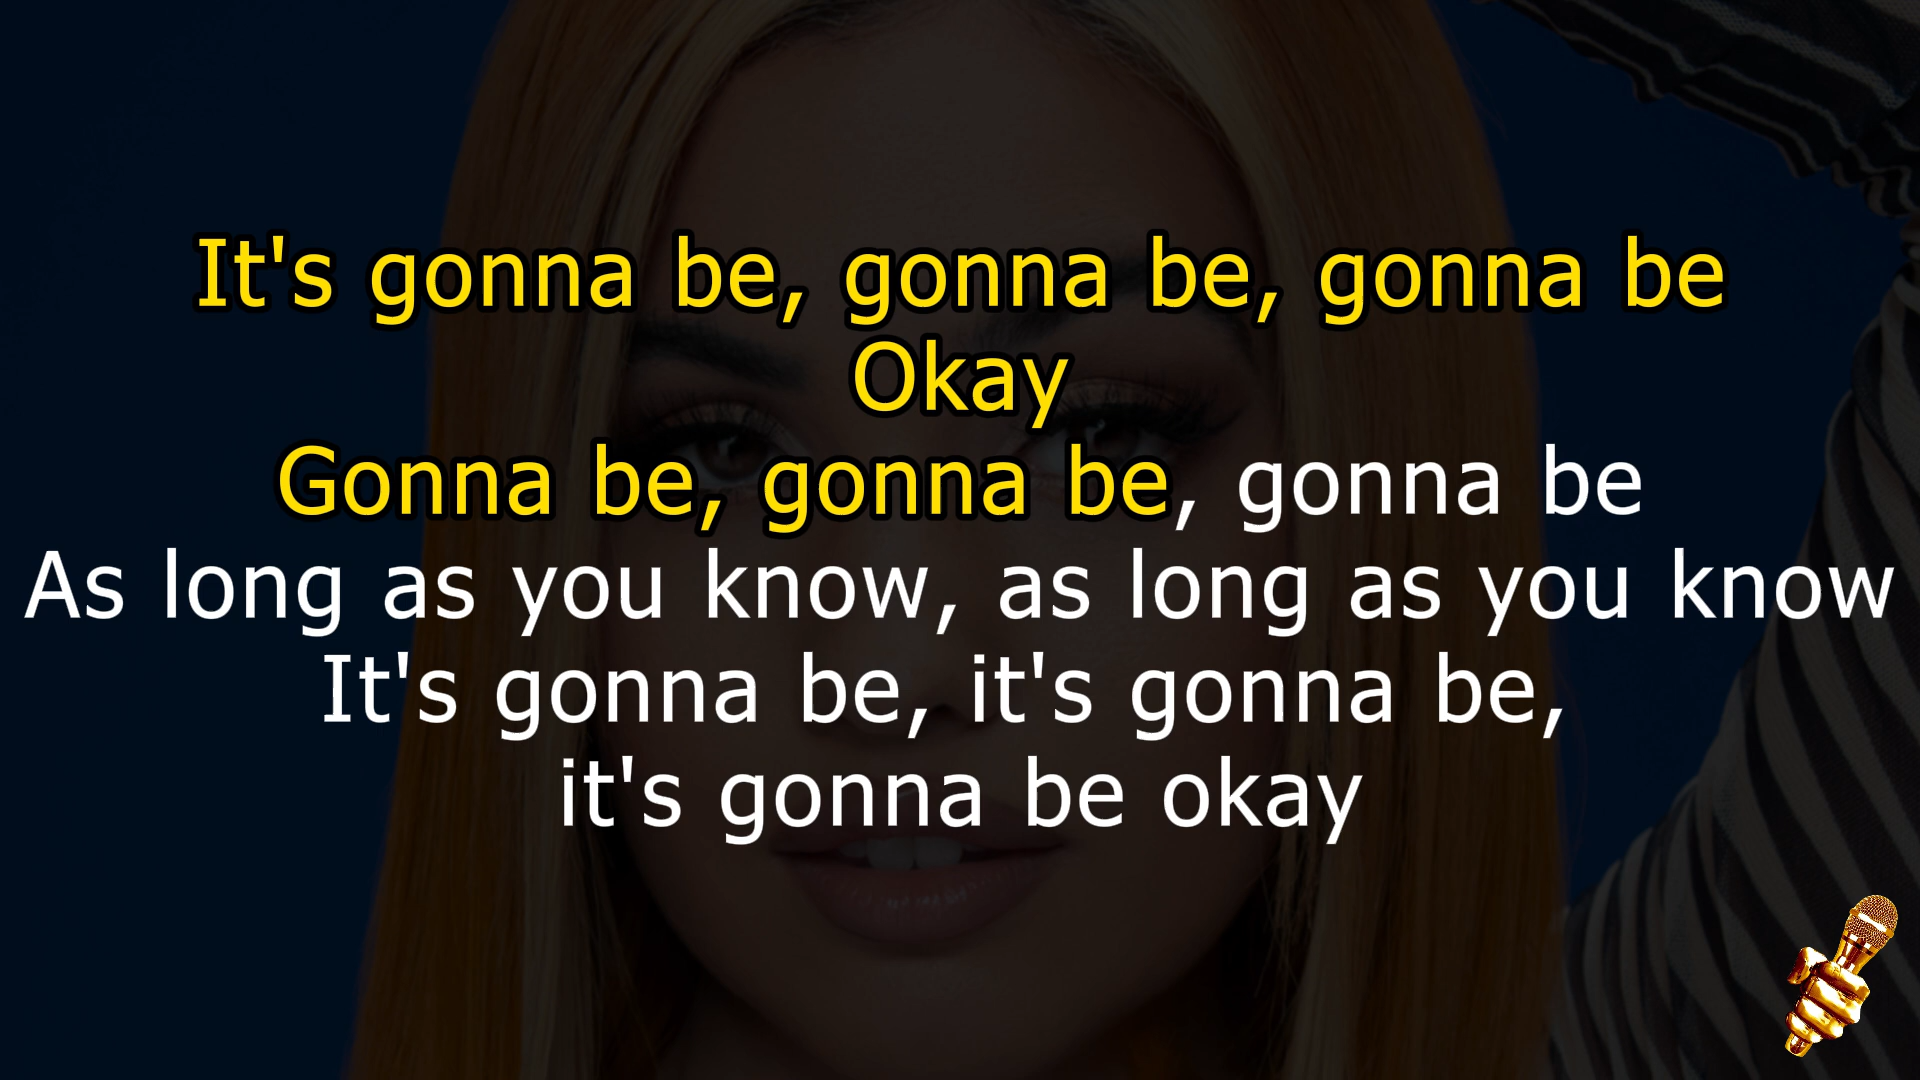 It's gonna be, gonna be, gonna be
Okay
Gonna be, gonna be, gonna be
As long as you know, as long as you know
It's gonna be, it's gonna be,
it's gonna be okay